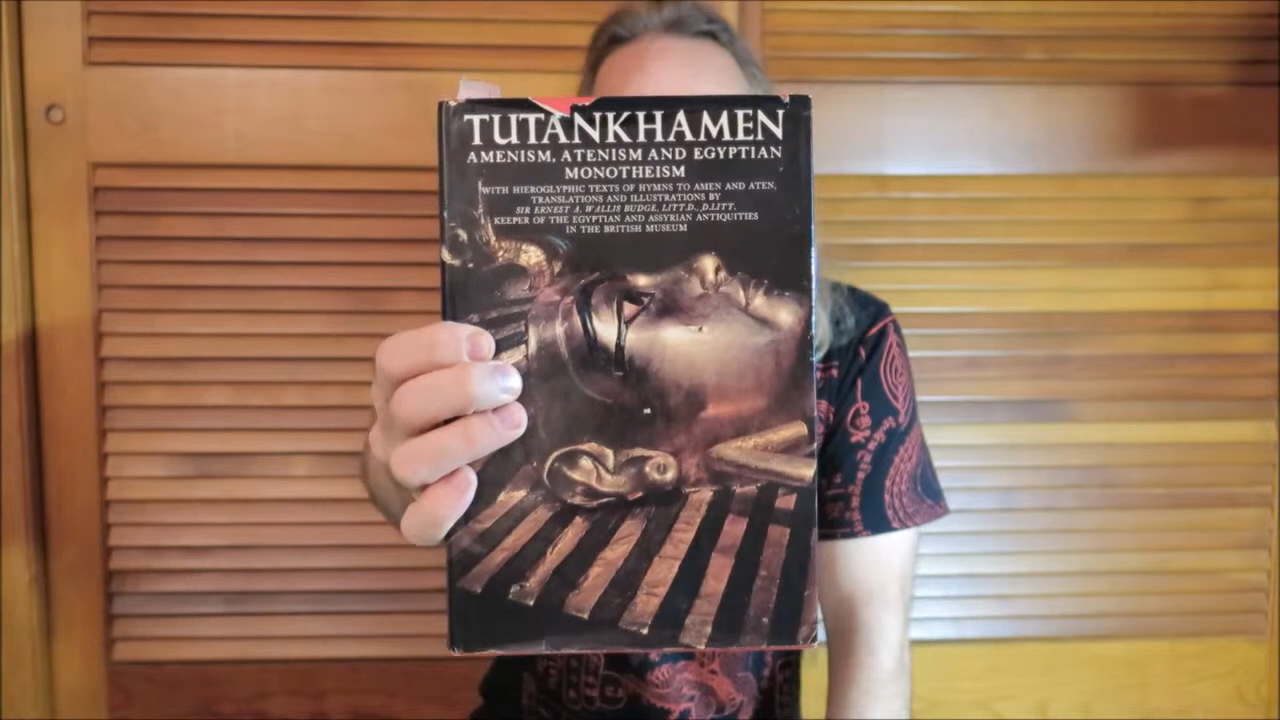 TUTANKHAMEN
AMENISM, ATENISM AND EGYPTIAN
MONOTHEISM
WITH HIEROGLYPHIC TEXTS OF HYMNS TO AMEN AND ATEN,
TRANSLATIONS AND ILLUSTRATIONS BY
SIR ERNEST A. WALLIS BUDGE, LITT.D., D.LITT.
KEEPER OF THE EGYPTIAN AND ASSYRIAN ANTIQUITIES
IN THE BRITISH MUSEUM